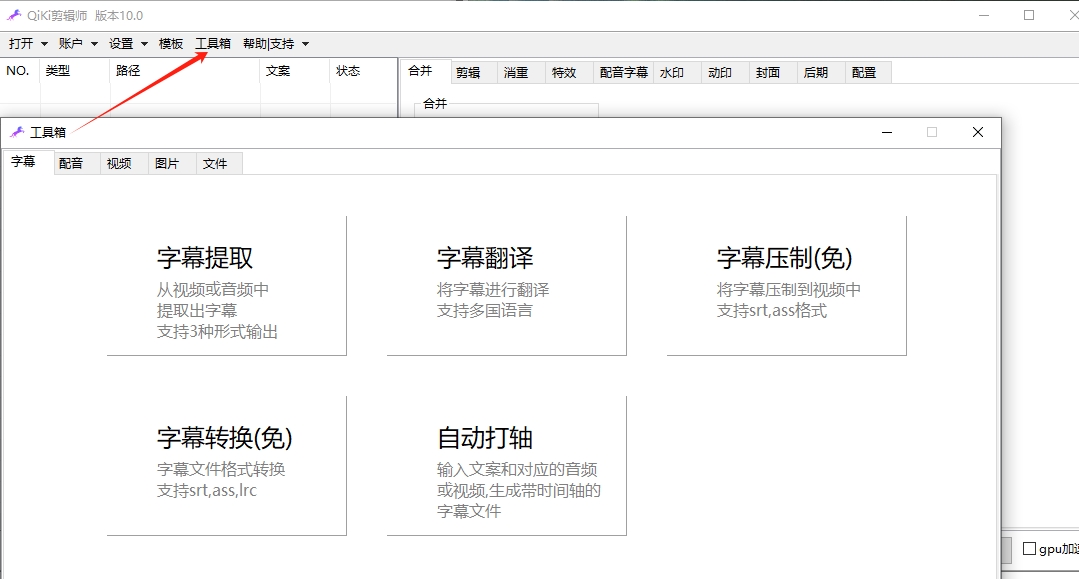 QiKi剪辑师 版本10.0
打开 账户 设置 模板 工具箱 帮助|支持
NO. 类型 路径 文案 状态
合并 剪辑 消重 特效 配音字幕 水印 动印 封面 后期 配置
合并
工具箱
字幕 配音 视频 图片 文件
字幕提取
从视频或音频中
提取出字幕
支持3种形式输出
字幕翻译
将字幕进行翻译
支持多国语言
字幕压制(免)
将字幕压制到视频中
支持srt,ass格式
字幕转换(免)
字幕文件格式转换
支持srt,ass,lrc
自动打轴
输入文案和对应的音频
或视频,生成带时间轴的
字幕文件
gpu加